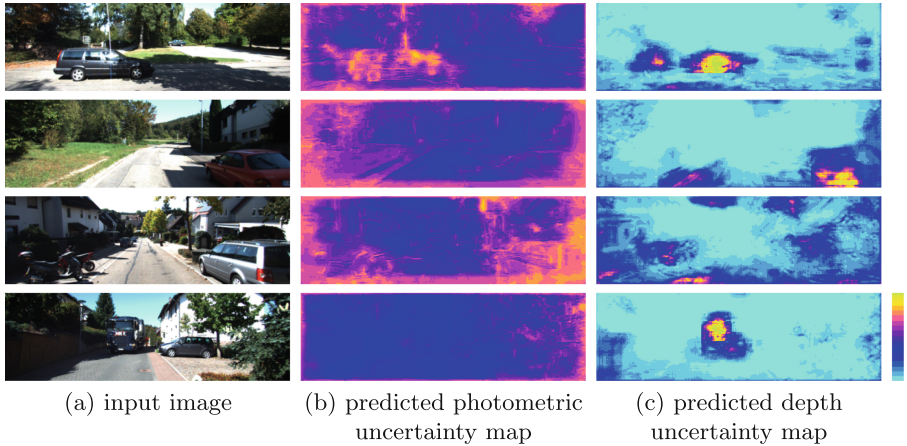 (a) input image
(b) predicted photometric
uncertainty map
(c) predicted depth
uncertainty map